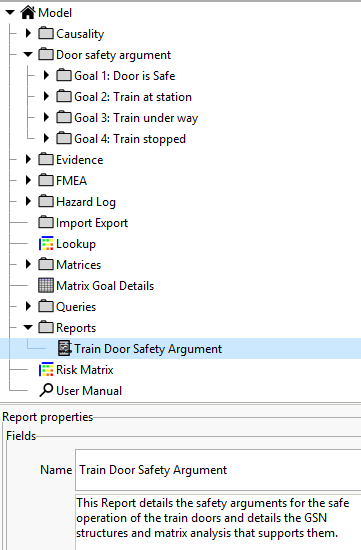 Model
Causality
Door safety argument
Goal 1: Door is Safe
Goal 2: Train at station
Goal 3: Train under way
Goal 4: Train stopped
Evidence
FMEA
Hazard Log
Import Export
Lookup
Matrices
Matrix Goal Details
Queries
Reports
Train Door Safety Argument
Risk Matrix
User Manual
Report properties
Fields
Name Train Door Safety Argument
This Report details the safety arguments for the safe
operation of the train doors and details the GSN
structures and matrix analysis that supports them.